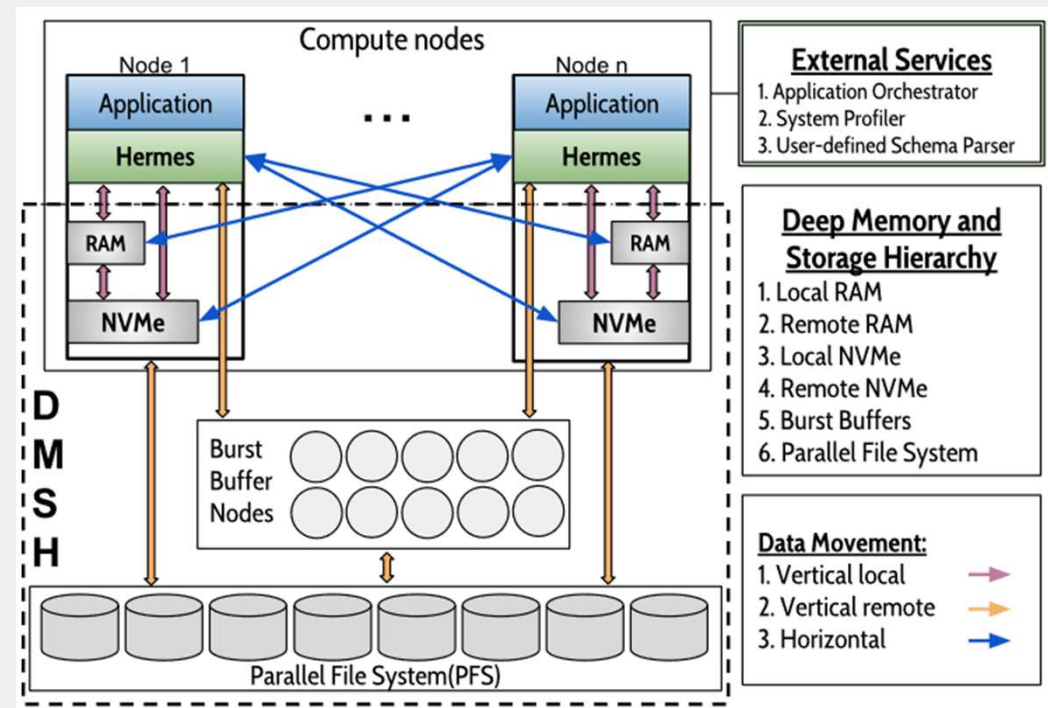 Compute nodes
Node 1
Application
Hermes
RAM
NVMe
...
Node n
Application
Hermes
RAM
NVMe
D
M
S
H
Burst
Buffer
Nodes
Parallel File System(PFS)
External Services
1. Application Orchestrator
2. System Profiler
3. User-defined Schema Parser
Deep Memory and
Storage Hierarchy
1. Local RAM
2. Remote RAM
3. Local NVMe
4. Remote NVMe
5. Burst Buffers
6. Parallel File System
Data Movement:
1. Vertical local
2. Vertical remote
3. Horizontal